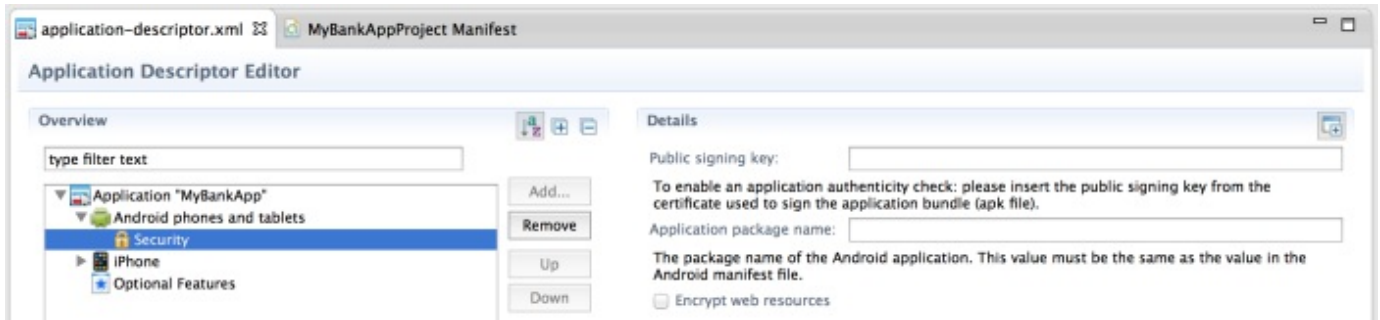 application-descriptor.xml
MyBankAppProject Manifest
Application Descriptor Editor
Overview
type filter text
Application "MyBankApp"
Android phones and tablets
Security
iPhone
Optional Features
Add...
Remove
Up
Down
Details
Public signing key:
To enable an application authenticity check: please insert the public signing key from the
certificate used to sign the application bundle (apk file).
Application package name:
The package name of the Android application. This value must be the same as the value in the
Android manifest file.
Encrypt web resources